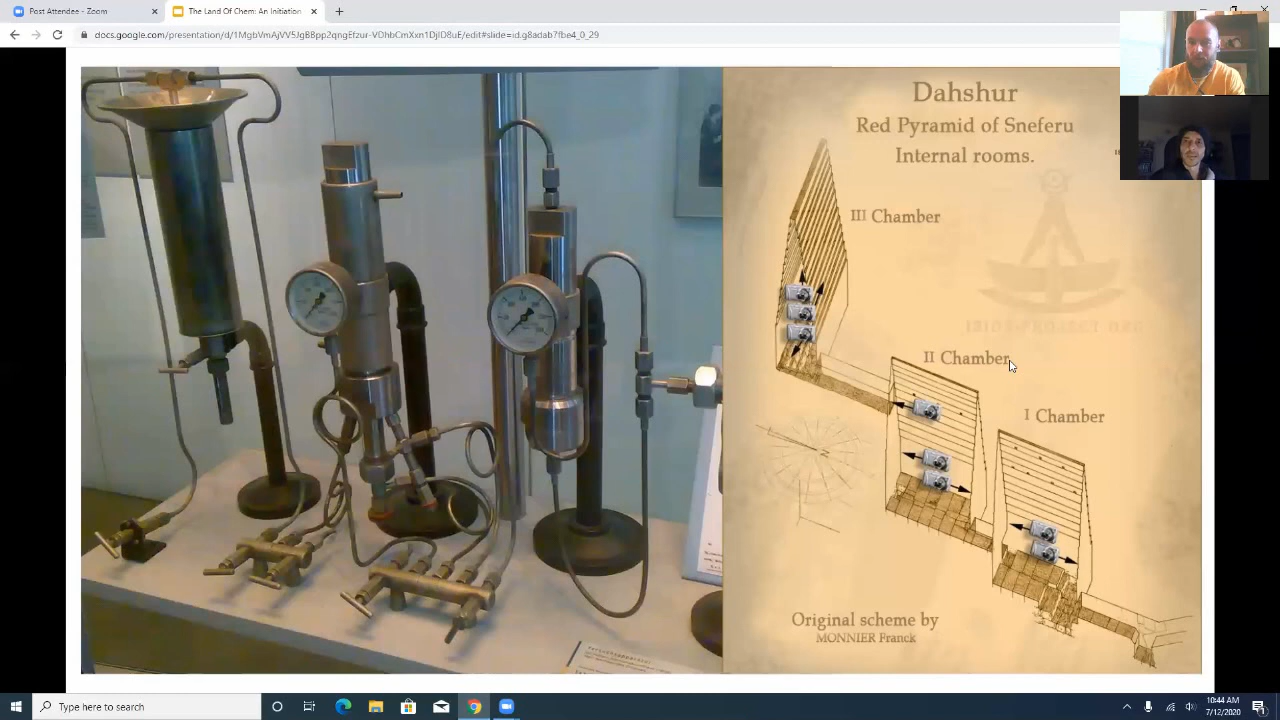 Post Attendee - Zoom
The Land Of Chem. An Invitation
docs.google.com/presentation/d/1MgbVmAjVV5JgBBpp2qngEfzur-VDhbCmXxn1DjID8uE/edit#slide=id.g8adab7fbe4_0_29
Dahshur
Red Pyramid of Sneferu
Internal rooms.
III Chamber
II Chamber
I Chamber
Original scheme by
MONNIER Franck
Type here to search
10:44 AM
7/12/2020